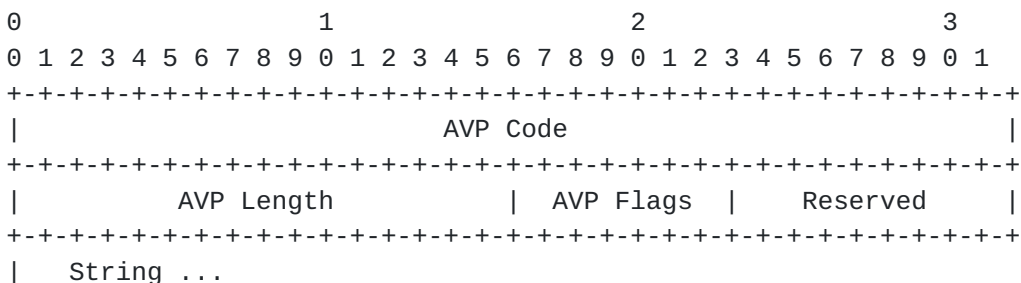 0                   1                   2                   3
0 1 2 3 4 5 6 7 8 9 0 1 2 3 4 5 6 7 8 9 0 1 2 3 4 5 6 7 8 9 0 1
+-+-+-+-+-+-+-+-+-+-+-+-+-+-+-+-+-+-+-+-+-+-+-+-+-+-+-+-+-+-+-+-+
|                           AVP Code                            |
+-+-+-+-+-+-+-+-+-+-+-+-+-+-+-+-+-+-+-+-+-+-+-+-+-+-+-+-+-+-+-+-+
|          AVP Length           |  AVP Flags  |    Reserved     |
+-+-+-+-+-+-+-+-+-+-+-+-+-+-+-+-+-+-+-+-+-+-+-+-+-+-+-+-+-+-+-+-+
|   String ...